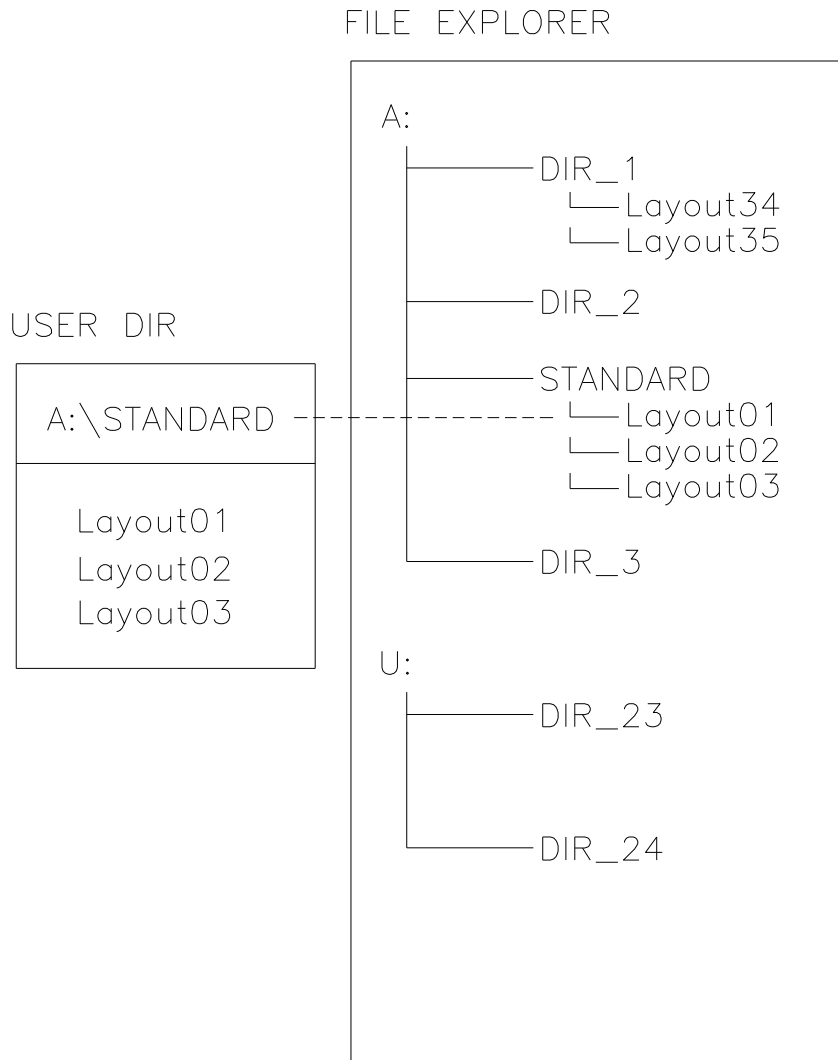 FILE EXPLORER
A:
DIR_1
Layout34
Layout35
DIR_2
STANDARD
Layout01
Layout02
Layout03
DIR_3
U:
DIR_23
DIR_24
USER DIR
A:\STANDARD
Layout01
Layout02
Layout03